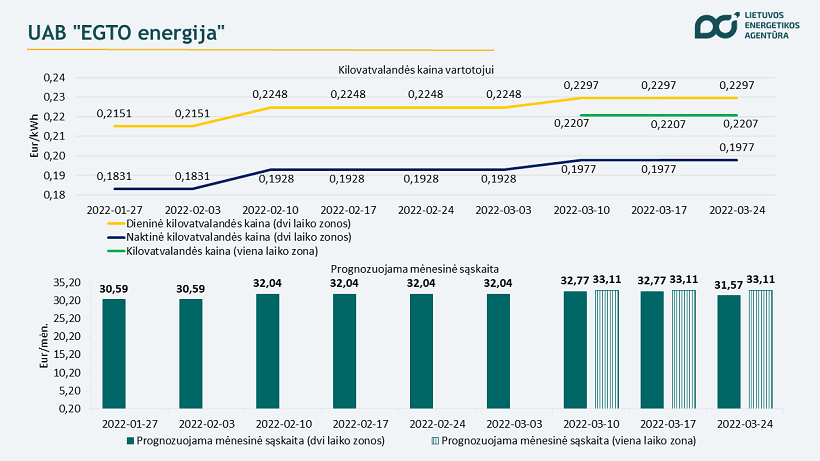 UAB "EGTO energija"
LIETUVOS
ENERGETIKOS
AGENTŪRA
Kilovatvalandės kaina vartotojui
Eur/kWh
0,24
0,23
0,22
0,21
0,20
0,19
0,18
0,2151 0,2151 0,2248 0,2248 0,2248 0,2248 0,2297 0,2297 0,2297
0,2207 0,2207 0,2207
0,1831 0,1831 0,1928 0,1928 0,1928 0,1928 0,1977 0,1977 0,1977
2022-01-27 2022-02-03 2022-02-10 2022-02-17 2022-02-24 2022-03-03 2022-03-10 2022-03-17 2022-03-24
Dieninė kilovatvalandės kaina (dvi laiko zonos)
Naktinė kilovatvalandės kaina (dvi laiko zonos)
Kilovatvalandės kaina (viena laiko zona)
Prognozuojama mėnesinė sąskaita
Eur/mėn.
35,20
30,20
25,20
20,20
15,20
10,20
5,20
0,20
30,59 30,59 32,04 32,04 32,04 32,04 32,77 33,11 32,77 33,11 31,57 33,11
2022-01-27 2022-02-03 2022-02-10 2022-02-17 2022-02-24 2022-03-03 2022-03-10 2022-03-17 2022-03-24
Prognozuojama mėnesinė sąskaita (dvi laiko zonos) Prognozuojama mėnesinė sąskaita (viena laiko zona)